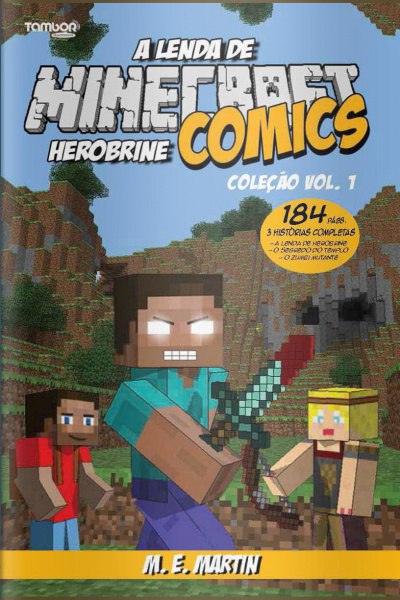 Tambor
A LENDA DE
MINECRAFT
HEROBRINE COMICS
COLEÇÃO VOL. 1
184 PÁGS.
3 HISTÓRIAS COMPLETAS
- A LENDA DE HEROBRINE
- O SEGREDO DO TEMPLO
- O ZUMBI MUTANTE
M. E. MARTIN